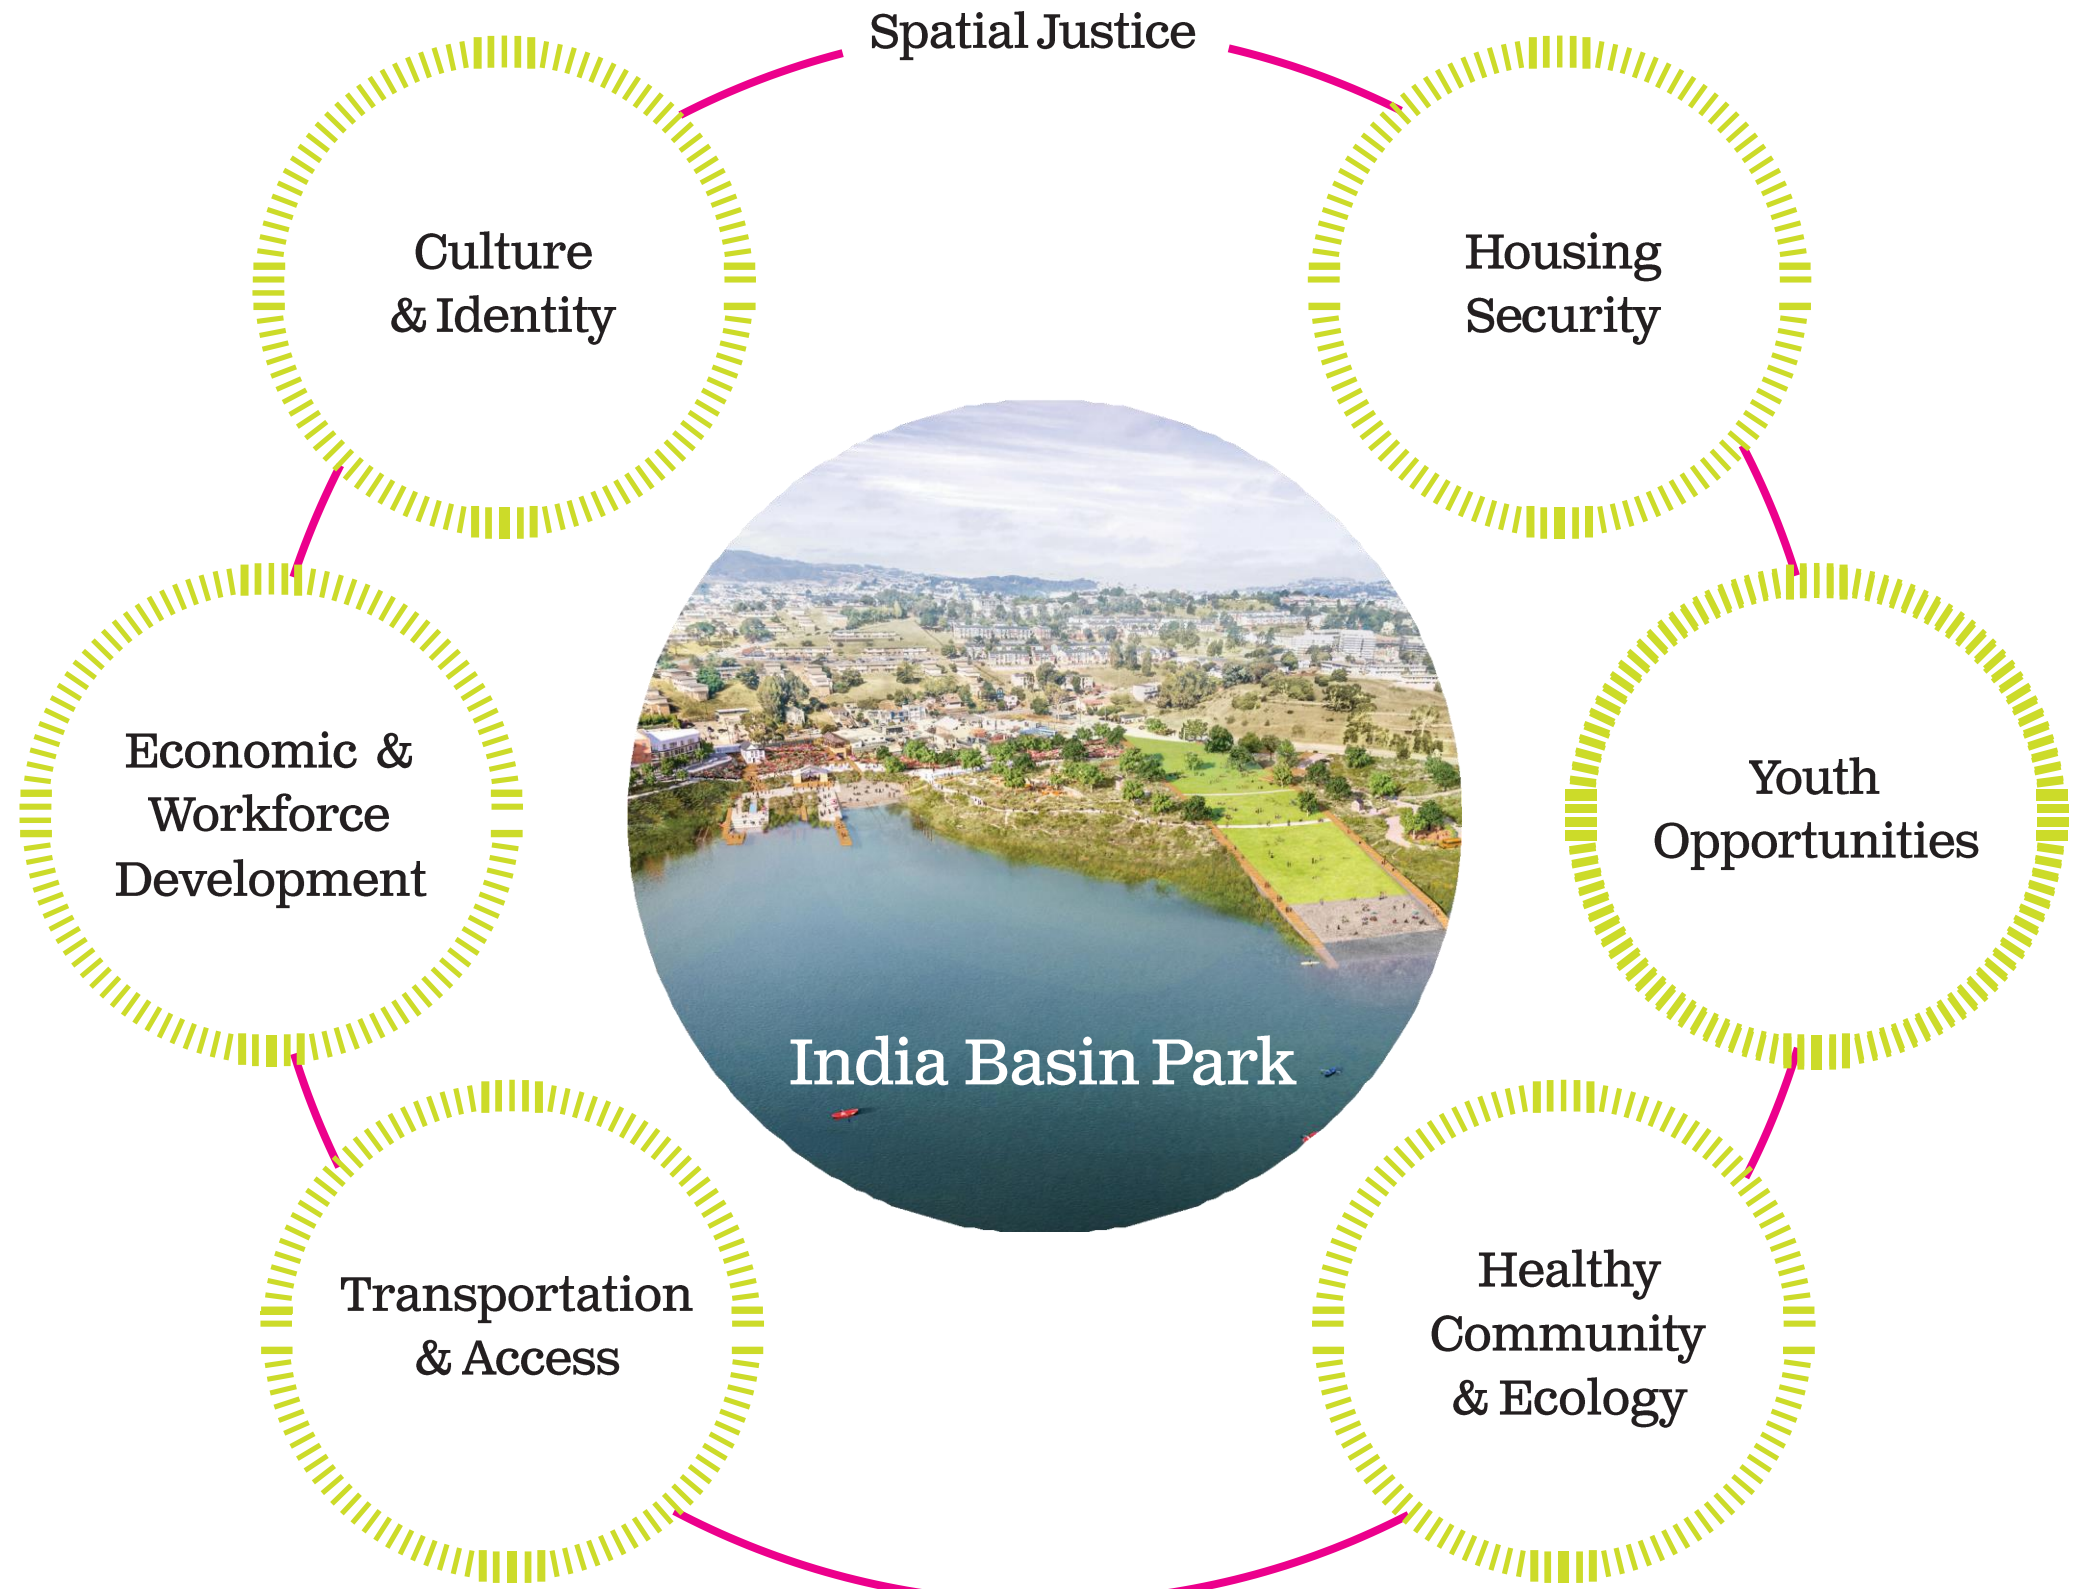 Spatial Justice
Culture
& Identity
Housing
Security
Economic &
Workforce
Development
Youth
Opportunities
India Basin Park
Transportation
& Access
Healthy
Community
& Ecology